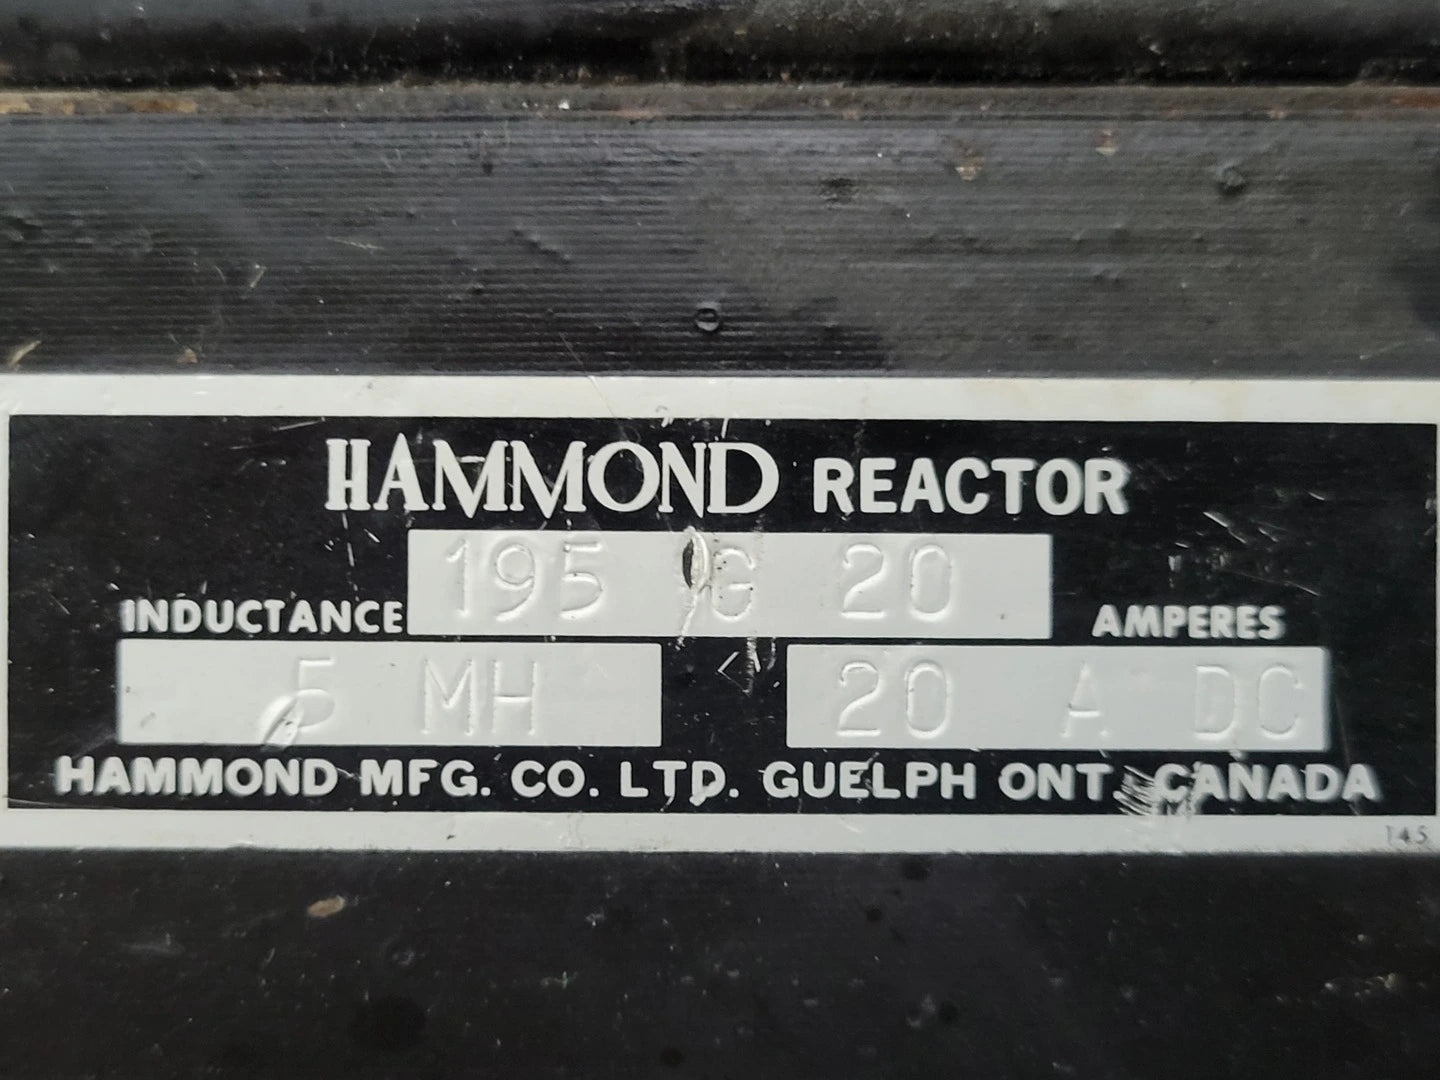 HAMMOND REACTOR
195 G 20
INDUCTANCE AMPERES
5 MH 20 A DC
HAMMOND MFG. CO. LTD. GUELPH ONT. CANADA
145